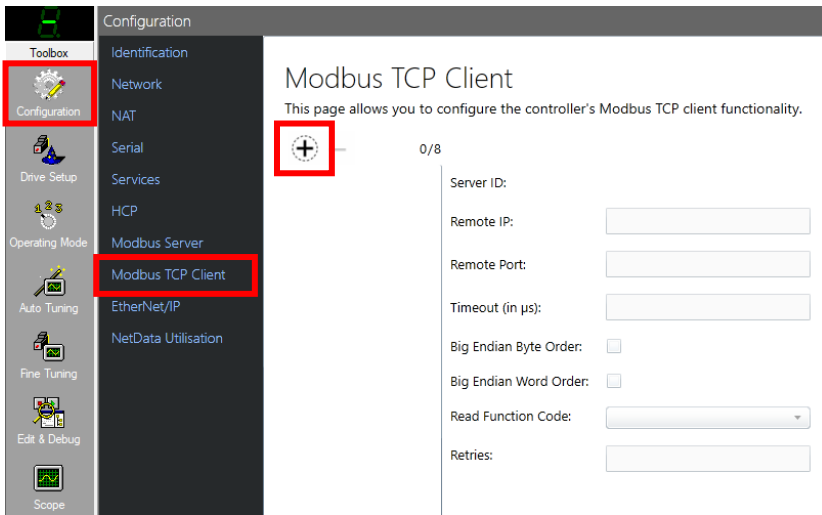 Configuration
Toolbox
Configuration
Drive Setup
1 2 3
Operating Mode
Auto Tuning
Fine Tuning
Edit & Debug
Scope
Identification
Network
NAT
Serial
Services
HCP
Modbus Server
Modbus TCP Client
EtherNet/IP
NetData Utilisation
Modbus TCP Client
This page allows you to configure the controller's Modbus TCP client functionality.
0/8
Server ID:
Remote IP:
Remote Port:
Timeout (in µs):
Big Endian Byte Order:
Big Endian Word Order:
Read Function Code:
Retries: